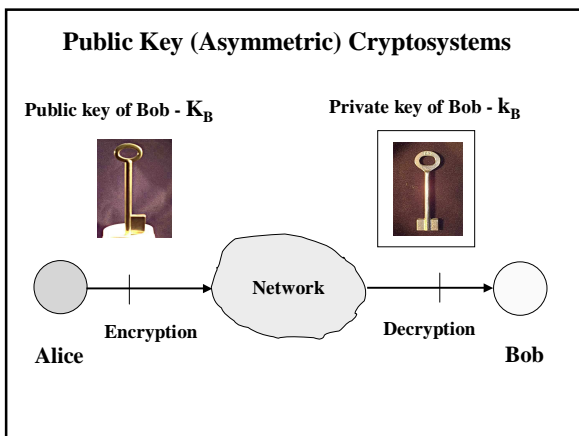 Public Key (Asymmetric) Cryptosystems
Public key of Bob - K_B
Private key of Bob - k_B
Network
Encryption
Decryption
Alice
Bob